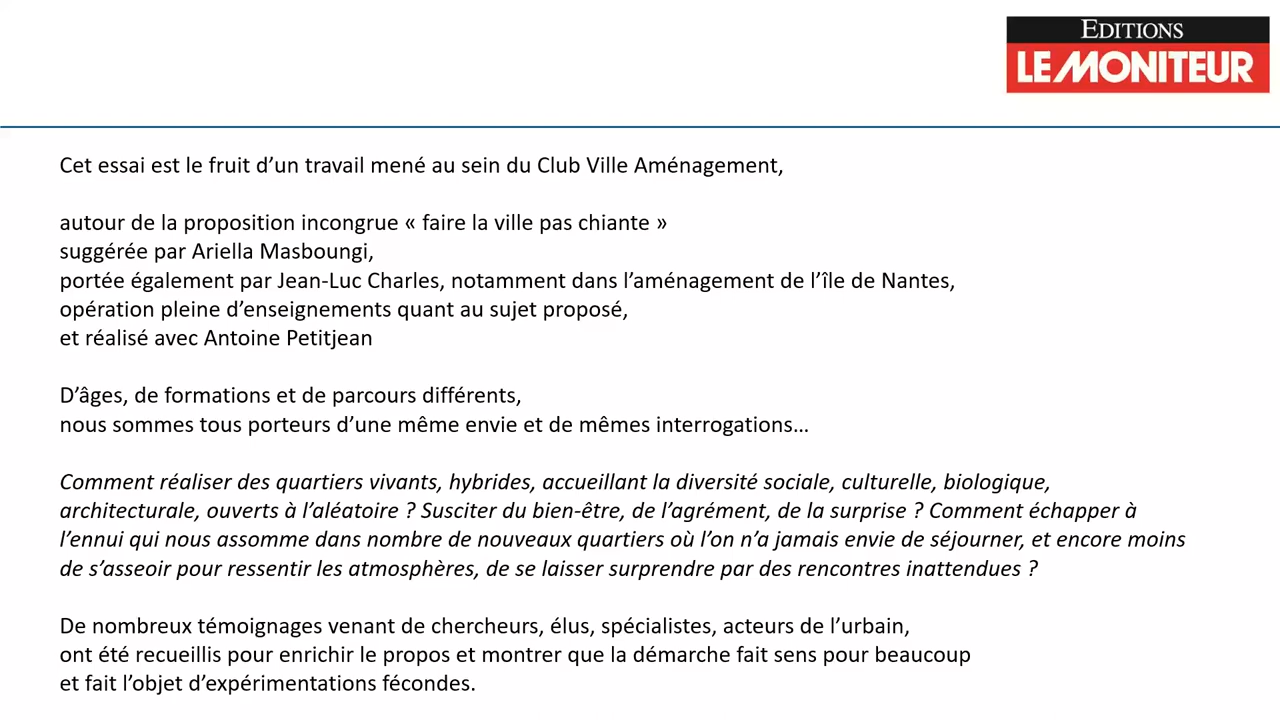 EDITIONS
LE MONITEUR
Cet essai est le fruit d’un travail mené au sein du Club Ville Aménagement,
autour de la proposition incongrue « faire la ville pas chiante »
suggérée par Ariella Masboungi,
portée également par Jean-Luc Charles, notamment dans l’aménagement de l’île de Nantes,
opération pleine d’enseignements quant au sujet proposé,
et réalisé avec Antoine Petitjean
D’âges, de formations et de parcours différents,
nous sommes tous porteurs d’une même envie et de mêmes interrogations…
Comment réaliser des quartiers vivants, hybrides, accueillant la diversité sociale, culturelle, biologique,
architecturale, ouverts à l’aléatoire ? Susciter du bien-être, de l’agrément, de la surprise ? Comment échapper à
l’ennui qui nous assomme dans nombre de nouveaux quartiers où l’on n’a jamais envie de séjourner, et encore moins
de s’asseoir pour ressentir les atmosphères, de se laisser surprendre par des rencontres inattendues ?
De nombreux témoignages venant de chercheurs, élus, spécialistes, acteurs de l’urbain,
ont été recueillis pour enrichir le propos et montrer que la démarche fait sens pour beaucoup
et fait l’objet d’expérimentations fécondes.